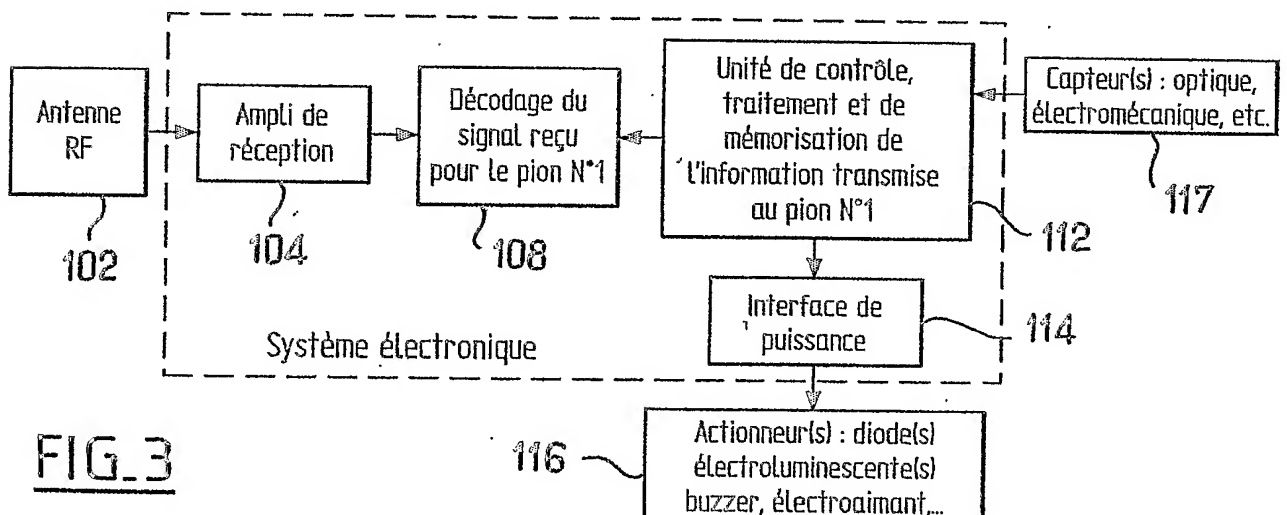 Antenne
RF
102
Ampli de
réception
104
Décodage du
signal reçu
pour le pion N°1
108
Unité de contrôle,
traitement et de
mémorisation de
l'information transmise
au pion N°1
112
Capteur(s) : optique,
électromécanique, etc.
117
Interface de
puissance
114
Système électronique
Actionneur(s) : diode(s)
électroluminescente(s)
buzzer, électroaimant,...
116
FIG_3